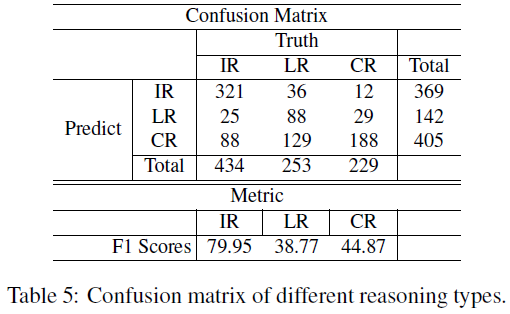 Confusion Matrix
Truth
IR LR CR Total
IR 321 36 12 369
Predict LR 25 88 29 142
CR 88 129 188 405
Total 434 253 229
Metric
IR LR CR
F1 Scores 79.95 38.77 44.87
Table 5: Confusion matrix of different reasoning types.